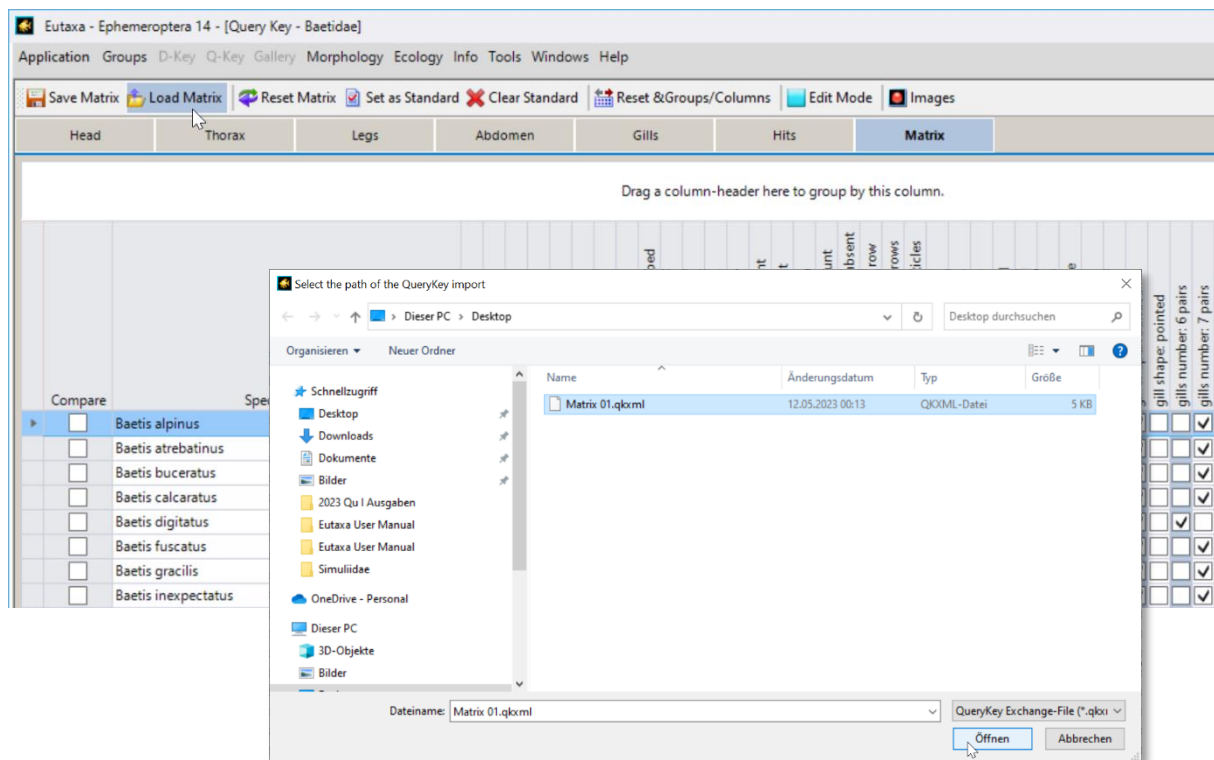 Eutaxa - Ephemeroptera 14 - [Query Key - Baetidae]
Application Groups D-Key Q-Key Gallery Morphology Ecology Info Tools Windows Help
Save Matrix Load Matrix Reset Matrix Set as Standard Clear Standard Reset &Groups/Columns Edit Mode Images
Head Thorax Legs Abdomen Gills Hits Matrix
Drag a column-header here to group by this column.
gill shape: pointed
gills number: 6 pairs
gills number: 7 pairs
Compare
Baetis alpinus
Baetis atrebatinus
Baetis buceratus
Baetis calcaratus
Baetis digitatus
Baetis fuscatus
Baetis gracilis
Baetis inexpectatus
Select the path of the QueryKey import
Dieser PC > Desktop
Desktop durchsuchen
Organisieren Neuer Ordner
Schnellzugriff
Desktop
Downloads
Dokumente
Bilder
2023 Qu I Ausgaben
Eutaxa User Manual
Eutaxa User Manual
Simuliidae
OneDrive - Personal
Dieser PC
3D-Objekte
Bilder
Name Änderungsdatum Typ Größe
Matrix 01.qkxml 12.05.2023 00:13 QKXML-Datei 5 KB
Dateiname: Matrix 01.qkxml QueryKey Exchange-File (*.qkx
Öffnen Abbrechen